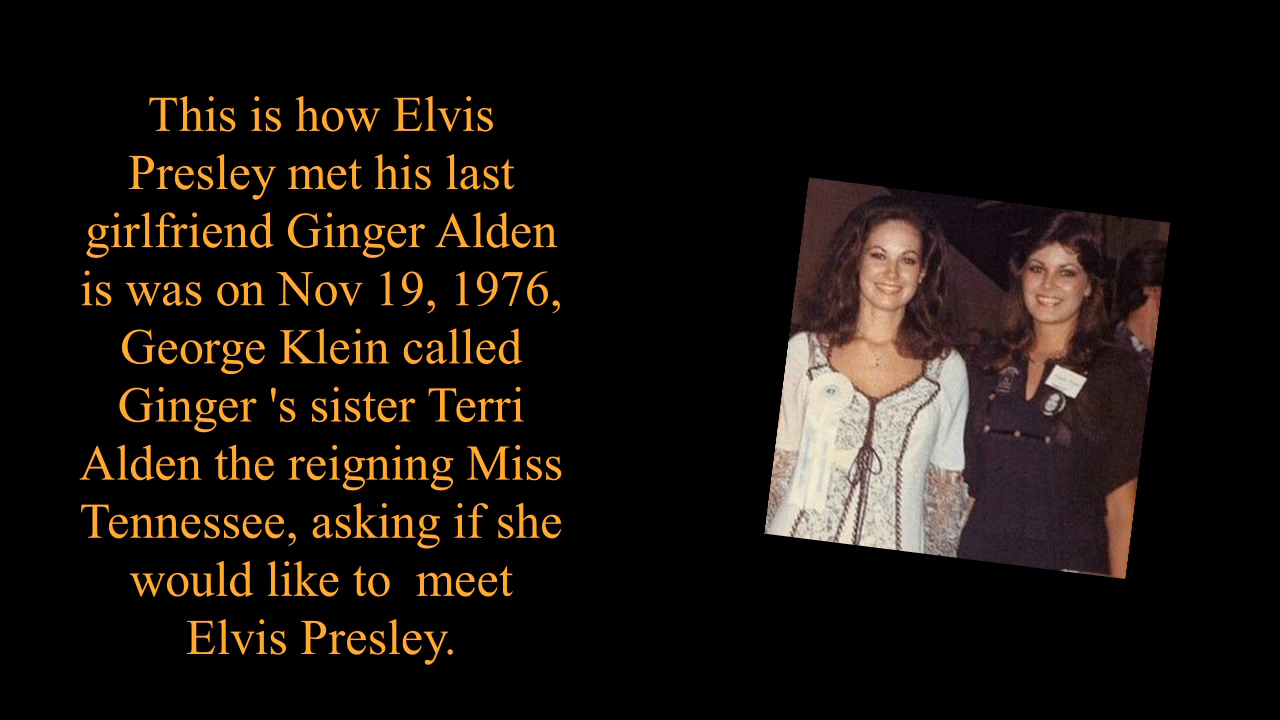 This is how Elvis
Presley met his last
girlfriend Ginger Alden
is was on Nov 19, 1976,
George Klein called
Ginger 's sister Terri
Alden the reigning Miss
Tennessee, asking if she
would like to  meet
Elvis Presley.